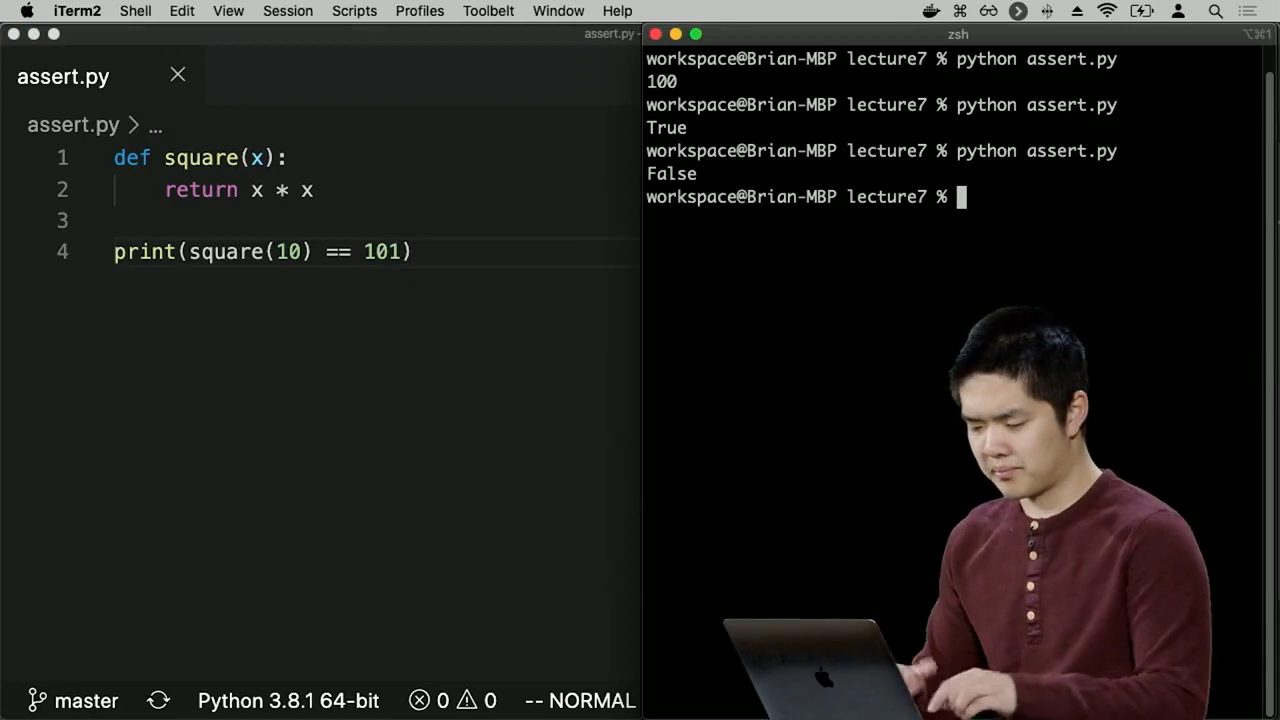 iTerm2 Shell Edit View Session Scripts Profiles Toolbelt Window Help
assert.py — zsh ⌥⌘1
assert.py
assert.py > ...
1 def square(x):
2     return x * x
3
4 print(square(10) == 101)
workspace@Brian-MBP lecture7 % python assert.py
100
workspace@Brian-MBP lecture7 % python assert.py
True
workspace@Brian-MBP lecture7 % python assert.py
False
workspace@Brian-MBP lecture7 %
master Python 3.8.1 64-bit 0 0 -- NORMAL